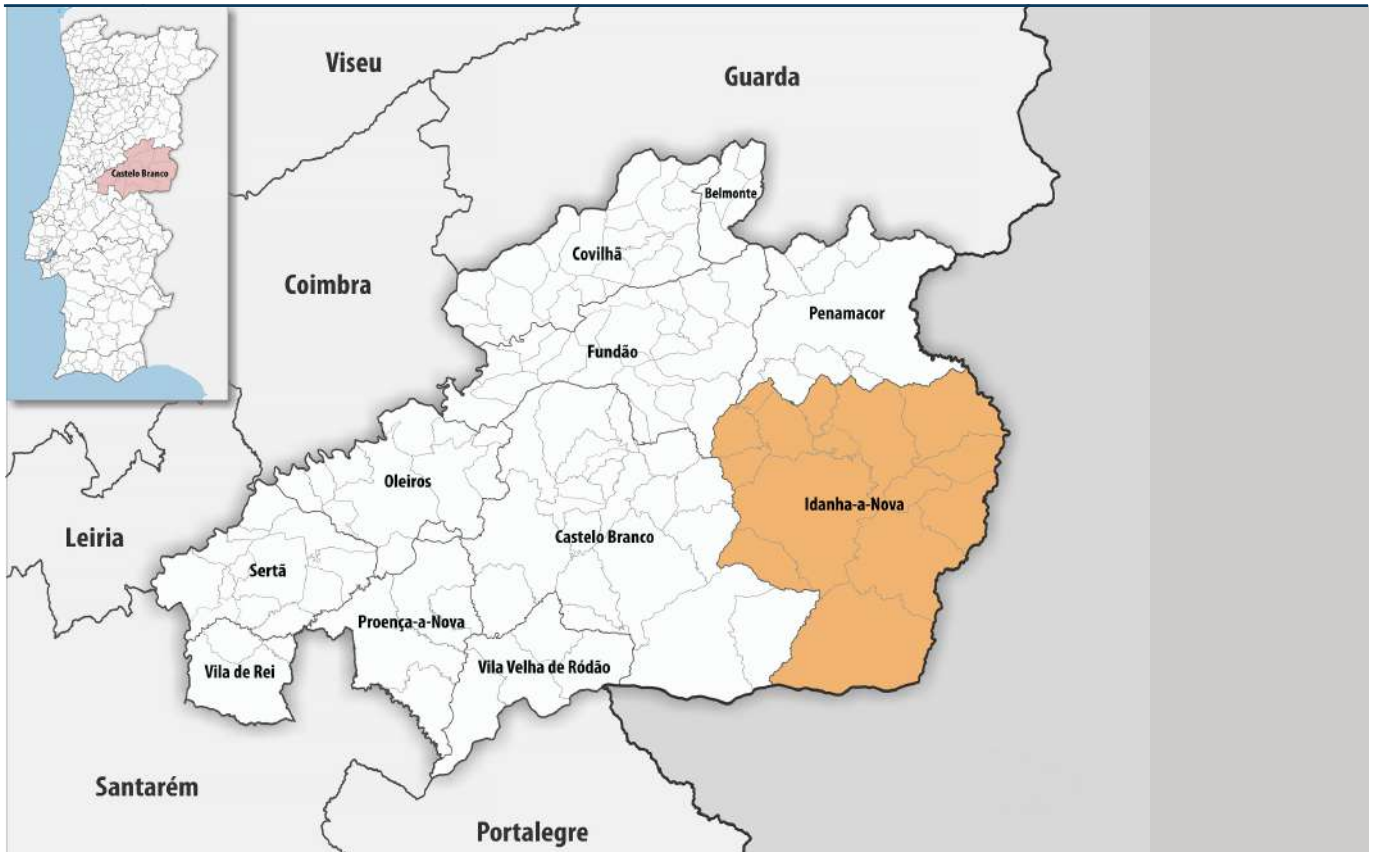 Viseu
Guarda
Castelo Branco
Belmonte
Covilhã
Coimbra
Penamacor
Fundão
Oleiros
Idanha-a-Nova
Leiria
Castelo Branco
Sertã
Proença-a-Nova
Vila Velha de Ródão
Vila de Rei
Santarém
Portalegre